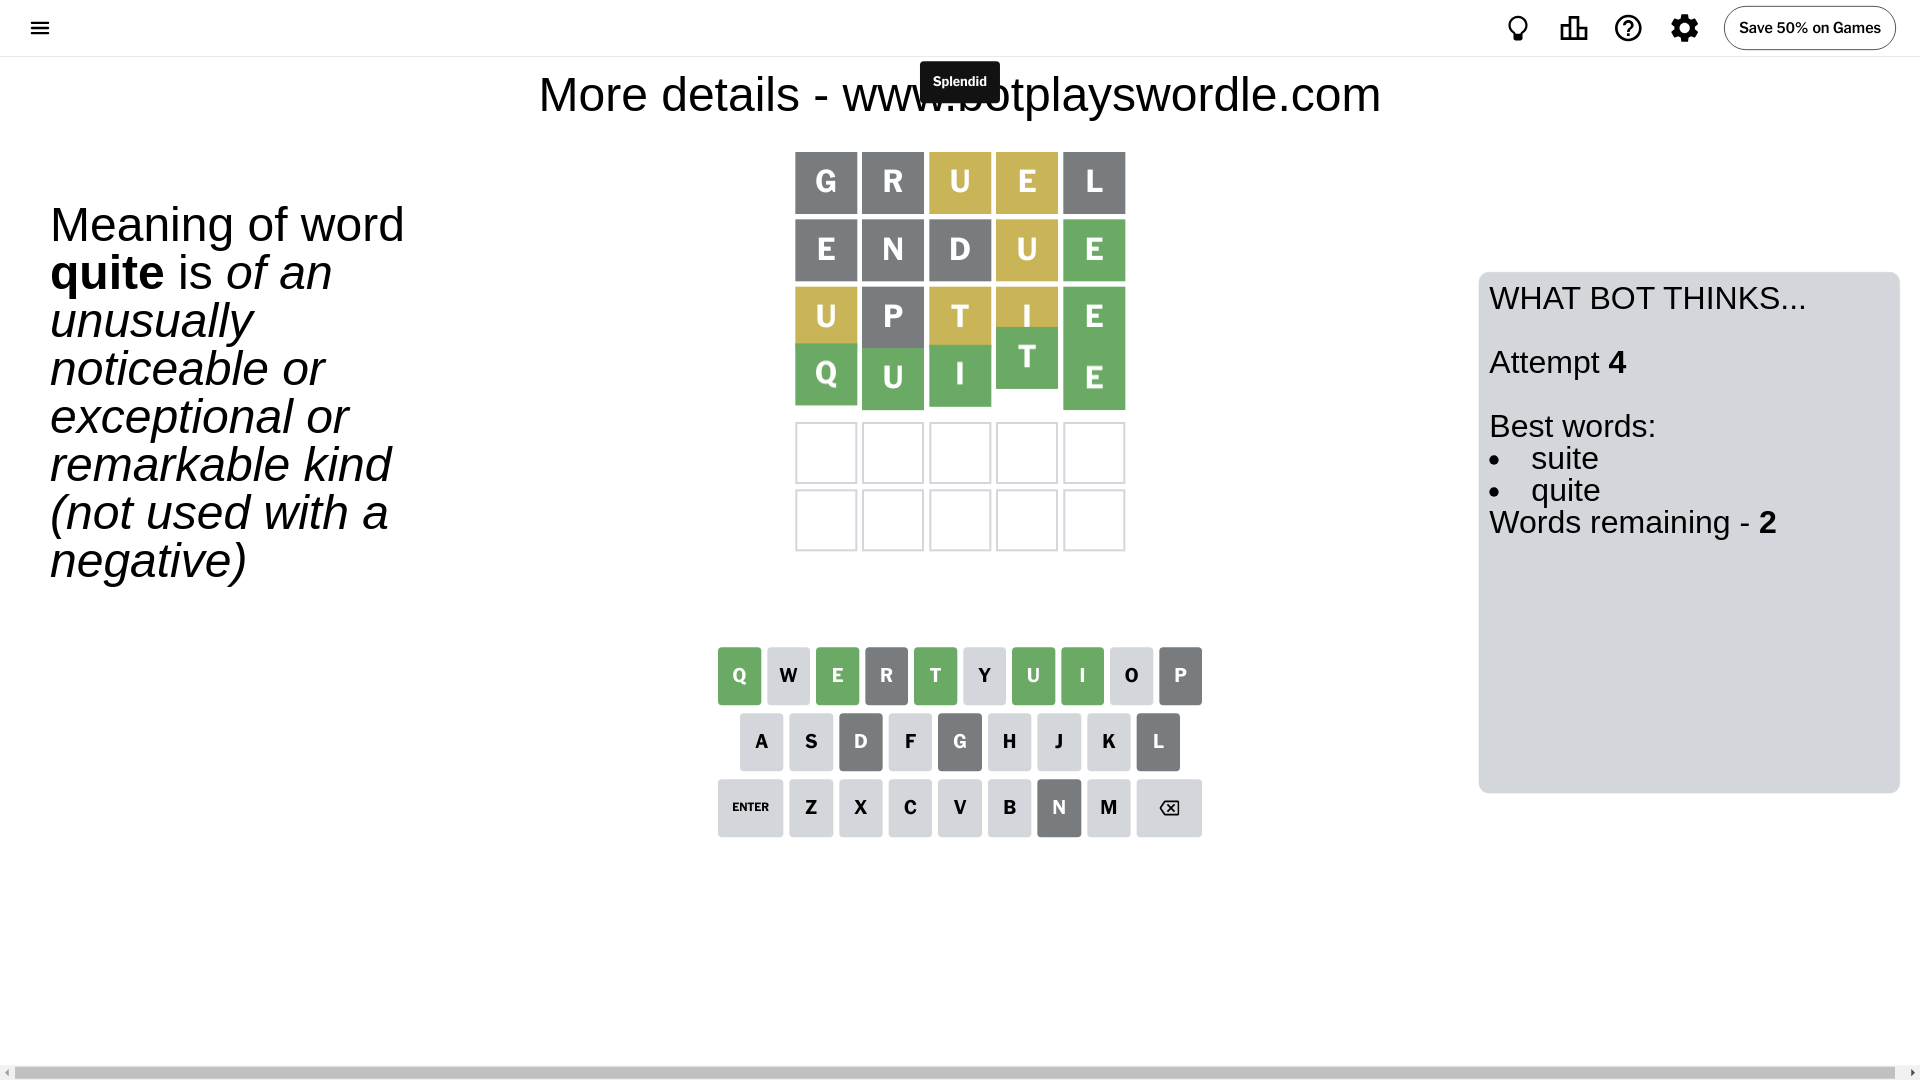 Save 50% on Games
Splendid
More details - www.botplayswordle.com
Meaning of word
quite is of an
unusually
noticeable or
exceptional or
remarkable kind
(not used with a
negative)
G R U E L
E N D U E
U P T I E
Q U I T E
WHAT BOT THINKS...
Attempt 4
Best words:
• suite
• quite
Words remaining - 2
Q W E R T Y U I O P
A S D F G H J K L
ENTER Z X C V B N M